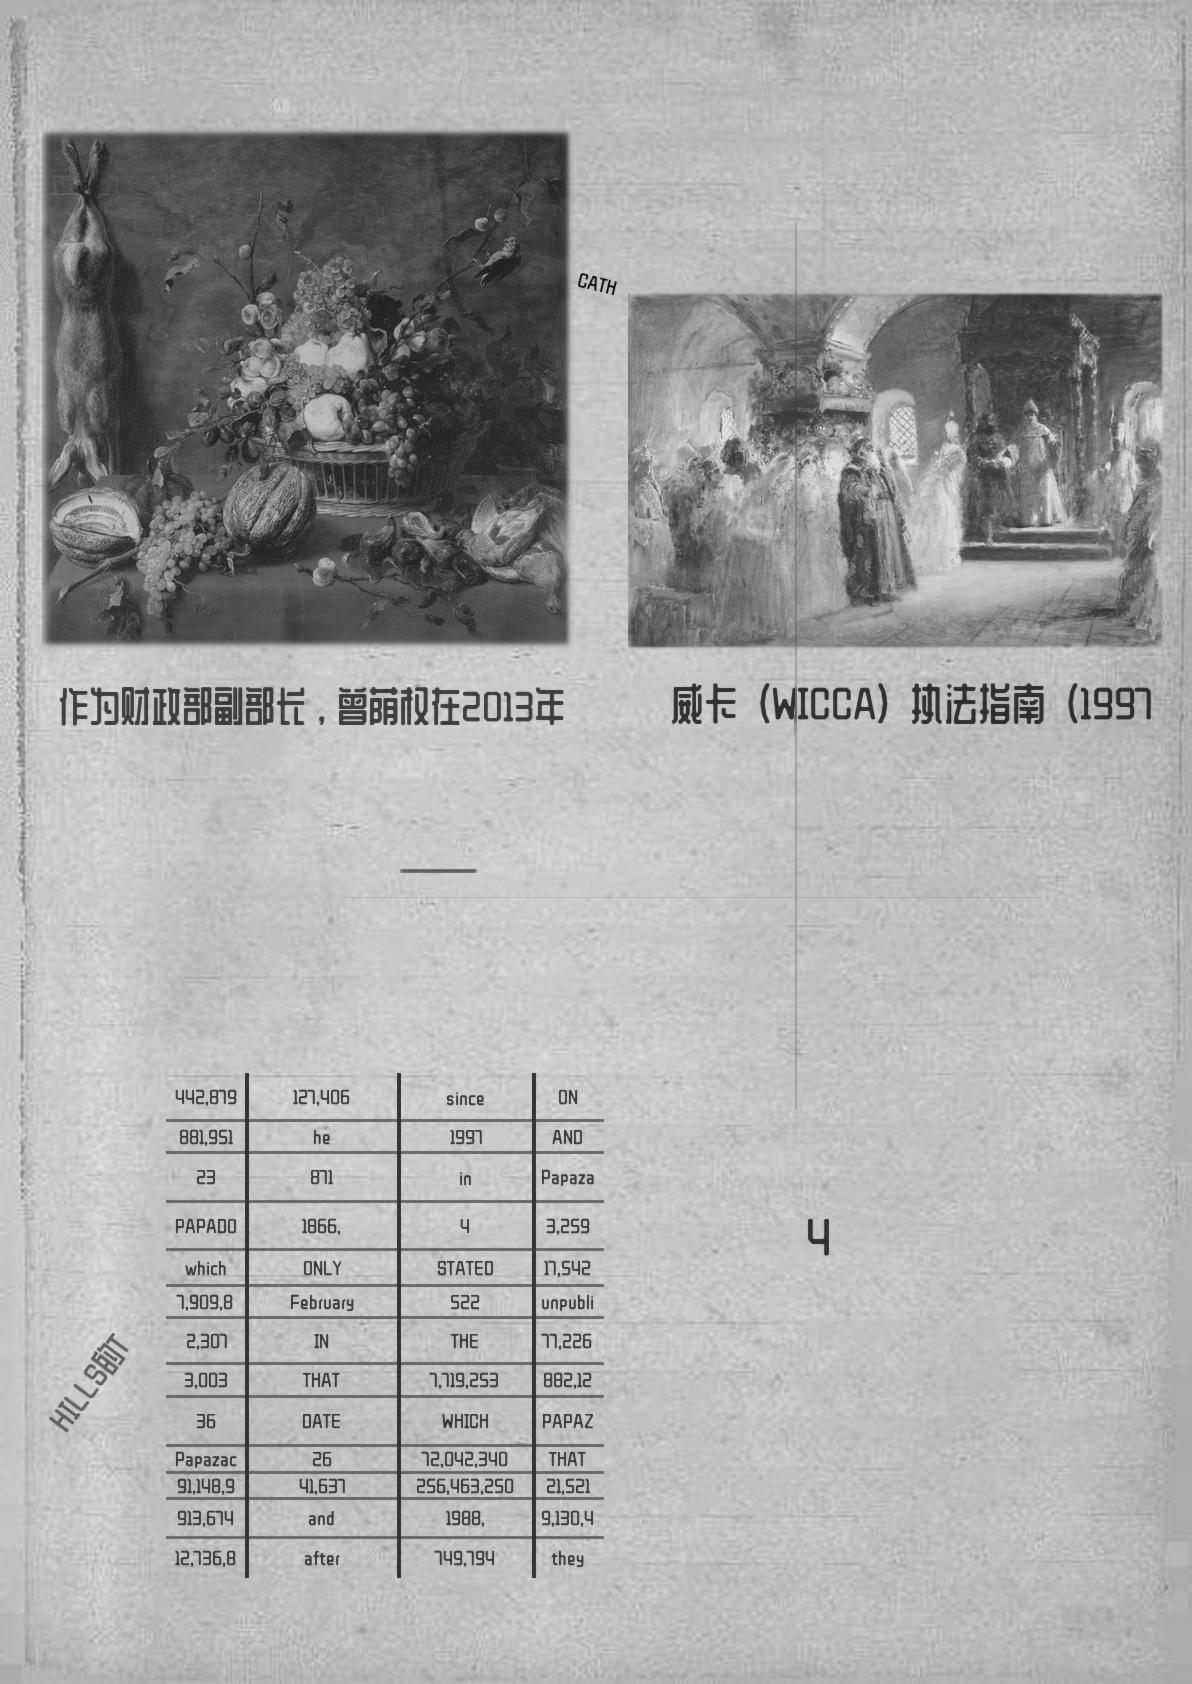 CATH
作为财政部副部长，曾荫权在2013年
威卡（WICCA）执法指南（1997
442,879 127,406 since ON
881,951 he 1997 AND
23 871 in Papaza
PAPADO 1866, 4 3,259
which ONLY STATED 17,542
7,909,8 February 522 unpubli
2,307 IN THE 77,226
3,003 THAT 7,719,253 882,12
36 DATE WHICH PAPAZ
Papazac 26 72,042,340 THAT
91,148,9 41,637 256,463,250 21,521
913,674 and 1988, 9,130,4
12,736,8 after 749,794 they
4
HILLS的T